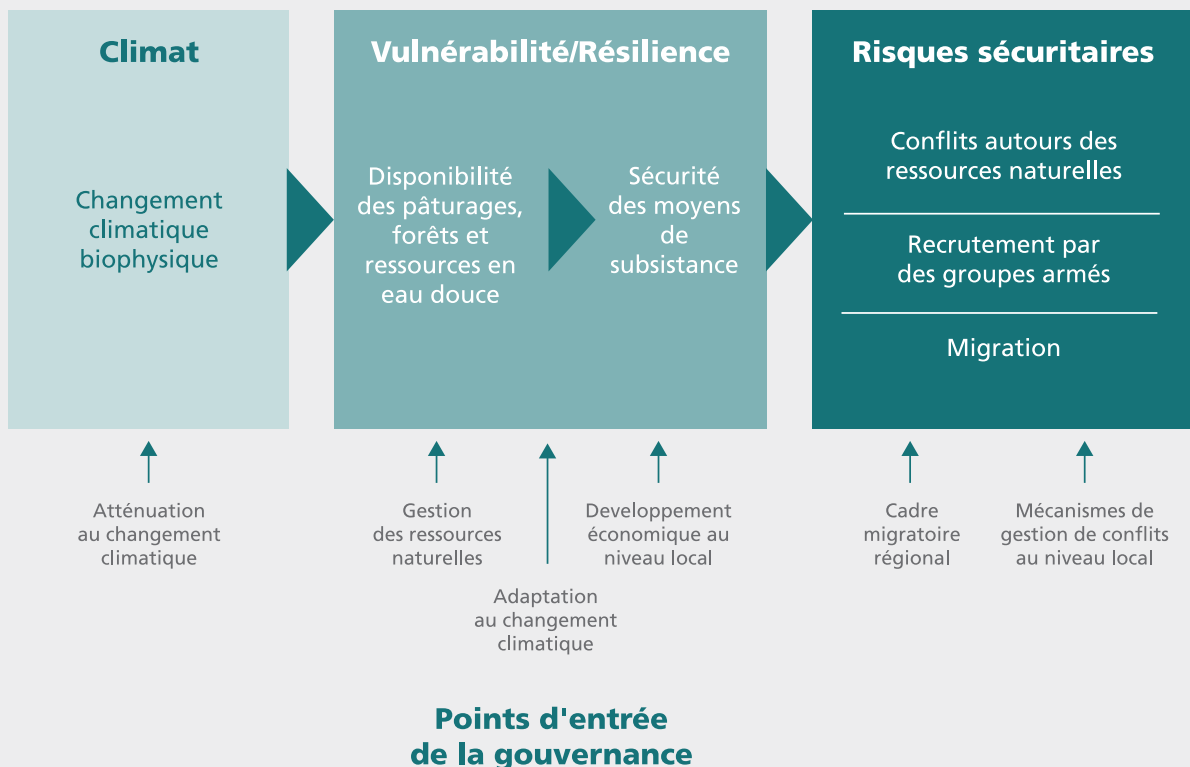 Climat
Changement
climatique
biophysique
Vulnérabilité/Résilience
Disponibilité
des pâturages,
forêts et
ressources en
eau douce
Sécurité
des moyens
de
subsistance
Risques sécuritaires
Conflits autours des
ressources naturelles
Recrutement par
des groupes armés
Migration
Atténuation
au changement
climatique
Gestion
des ressources
naturelles
Adaptation
au changement
climatique
Developpement
économique au
niveau local
Cadre
migratoire
régional
Mécanismes de
gestion de conflits
au niveau local
Points d'entrée
de la gouvernance